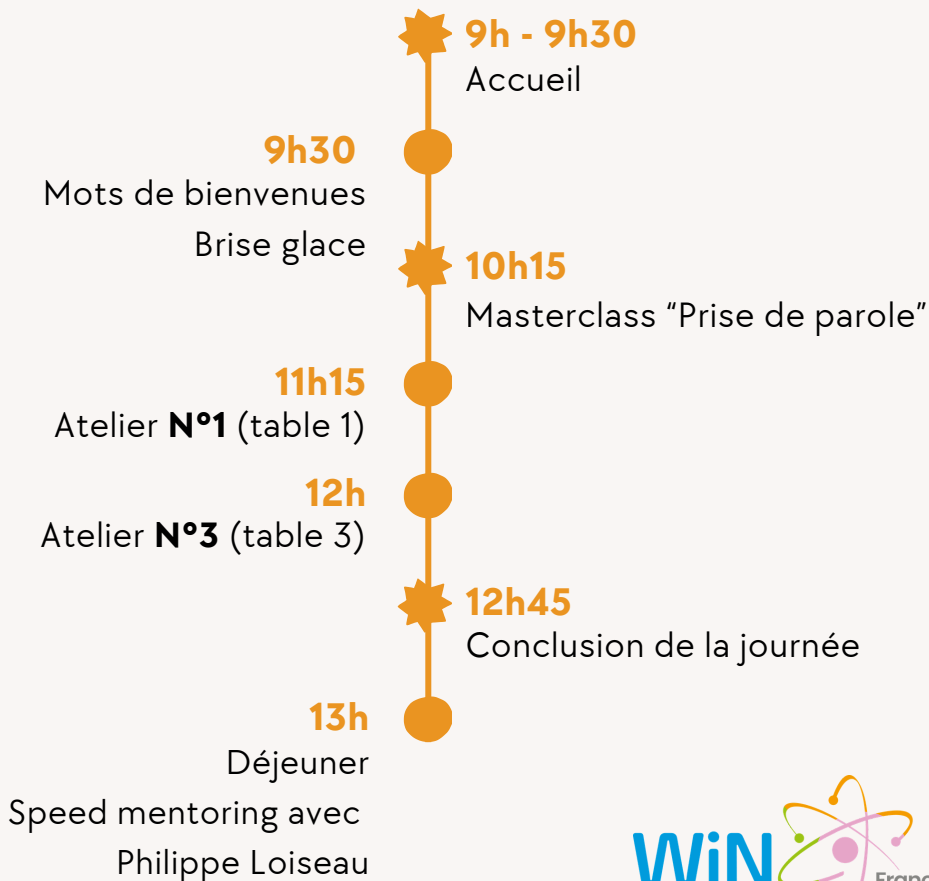 9h - 9h30
Accueil
9h30
Mots de bienvenues
Brise glace
10h15
Masterclass “Prise de parole”
11h15
Atelier N°1 (table 1)
12h
Atelier N°3 (table 3)
12h45
Conclusion de la journée
13h
Déjeuner
Speed mentoring avec
Philippe Loiseau
WiN